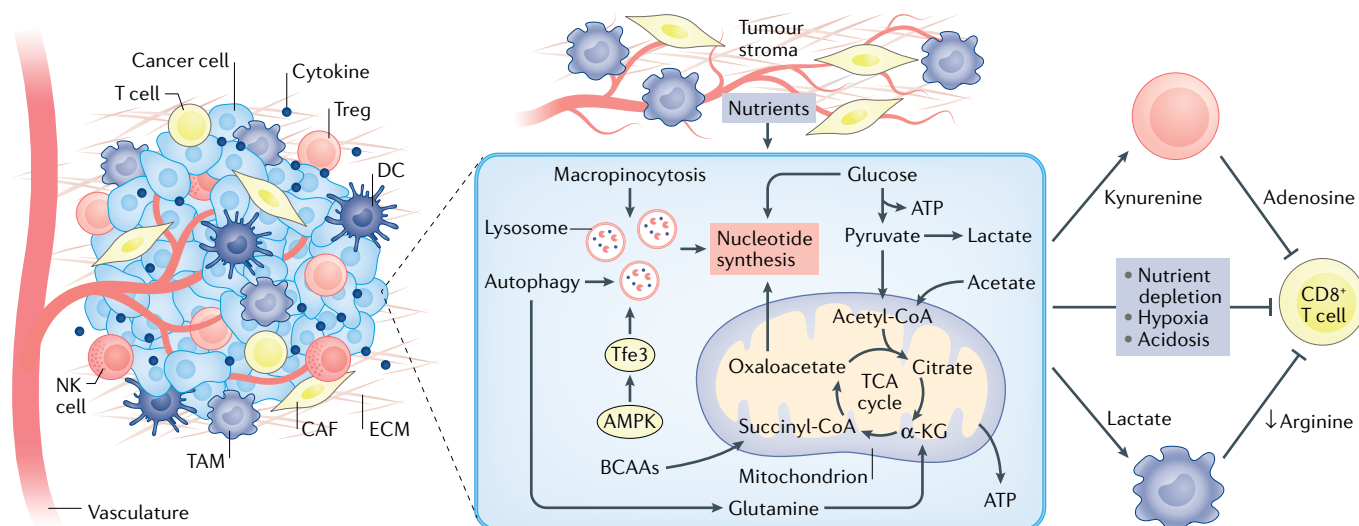 Cancer cell
T cell
Cytokine
Treg
DC
NK
cell
TAM
CAF
ECM
Vasculature
Tumour
stroma
Nutrients
Macropinocytosis
Lysosome
Autophagy
Nucleotide
synthesis
Glucose
ATP
Pyruvate
Lactate
Acetate
Acetyl-CoA
Oxaloacetate
Citrate
TCA
cycle
Succinyl-CoA
α-KG
Tfe3
AMPK
BCAAs
Mitochondrion
Glutamine
ATP
Kynurenine
Adenosine
• Nutrient
depletion
• Hypoxia
• Acidosis
CD8⁺
T cell
Lactate
↓Arginine